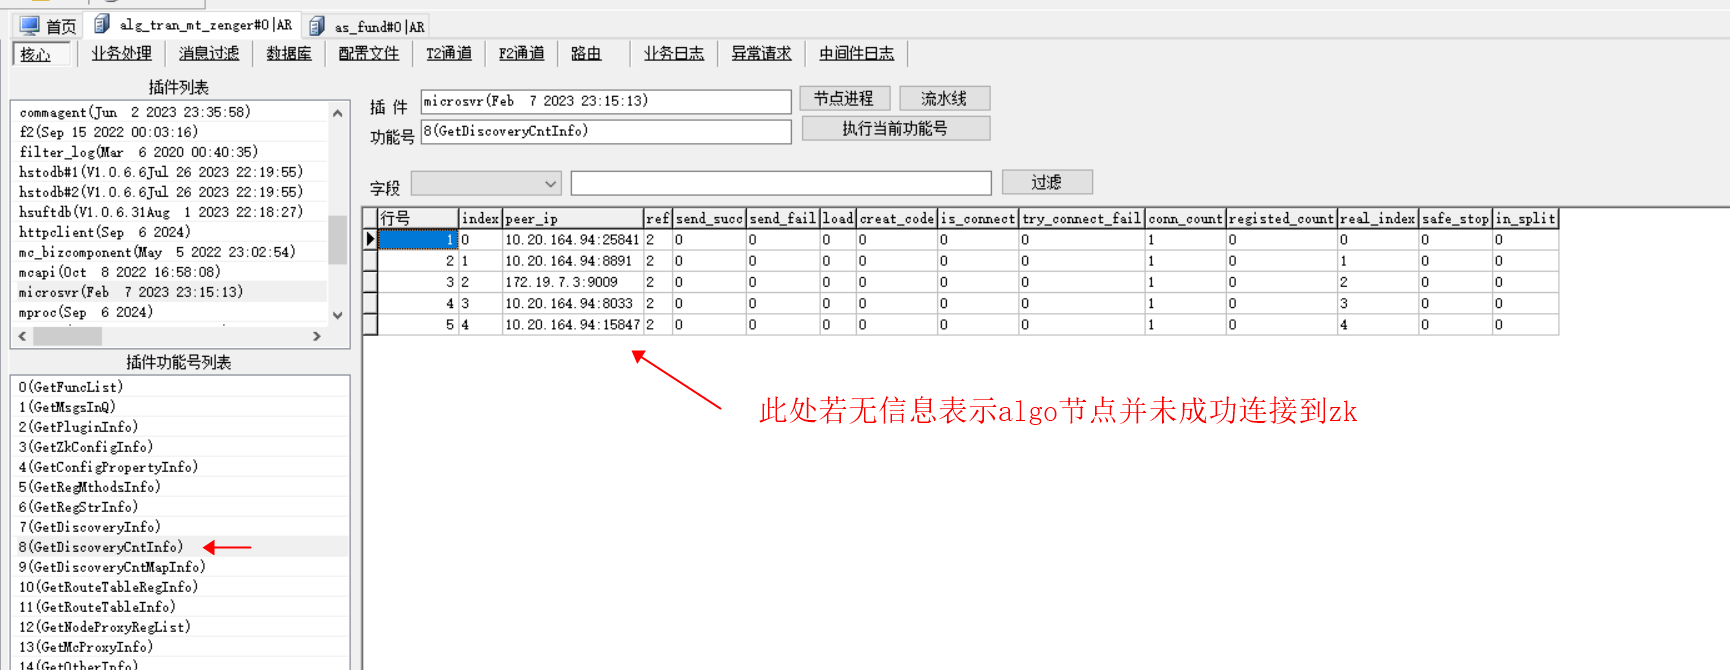 首页 alg_tran_mt_zenger#0|AR as_fund#0|AR
核心 业务处理 消息过滤 数据库 配置文件 T2通道 F2通道 路由 业务日志 异常请求 中间件日志
插件列表
commagent(Jun  2 2023 23:35:58)
f2(Sep 15 2022 00:03:16)
filter_log(Mar  6 2020 00:40:35)
hstodb#1(V1.0.6.6Jul 26 2023 22:19:55)
hstodb#2(V1.0.6.6Jul 26 2023 22:19:55)
hsuftdb(V1.0.6.31Aug  1 2023 22:18:27)
httpclient(Sep  6 2024)
mc_bizcomponent(May  5 2022 23:02:54)
mcapi(Oct  8 2022 16:58:08)
microsvr(Feb  7 2023 23:15:13)
mproc(Sep  6 2024)
插件功能号列表
0(GetFuncList)
1(GetMsgsInQ)
2(GetPluginInfo)
3(GetZkConfigInfo)
4(GetConfigPropertyInfo)
5(GetRegMthodsInfo)
6(GetRegStrInfo)
7(GetDiscoveryInfo)
8(GetDiscoveryCntInfo)
9(GetDiscoveryCntMapInfo)
10(GetRouteTableRegInfo)
11(GetRouteTableInfo)
12(GetNodeProxyRegList)
13(GetMcProxyInfo)
14(GetOtherInfo)
插 件 microsvr(Feb  7 2023 23:15:13) 节点进程 流水线
功能号 8(GetDiscoveryCntInfo) 执行当前功能号
字段 过滤
行号 index peer_ip ref send_succ send_fail load creat_code is_connect try_connect_fail conn_count registed_count real_index safe_stop in_split
1 0 10.20.164.94:25841 2 0 0 0 0 0 0 1 0 0 0 0
2 1 10.20.164.94:8891 2 0 0 0 0 0 0 1 0 1 0 0
3 2 172.19.7.3:9009 2 0 0 0 0 0 0 1 0 2 0 0
4 3 10.20.164.94:8033 2 0 0 0 0 0 0 1 0 3 0 0
5 4 10.20.164.94:15847 2 0 0 0 0 0 0 1 0 4 0 0
此处若无信息表示algo节点并未成功连接到zk